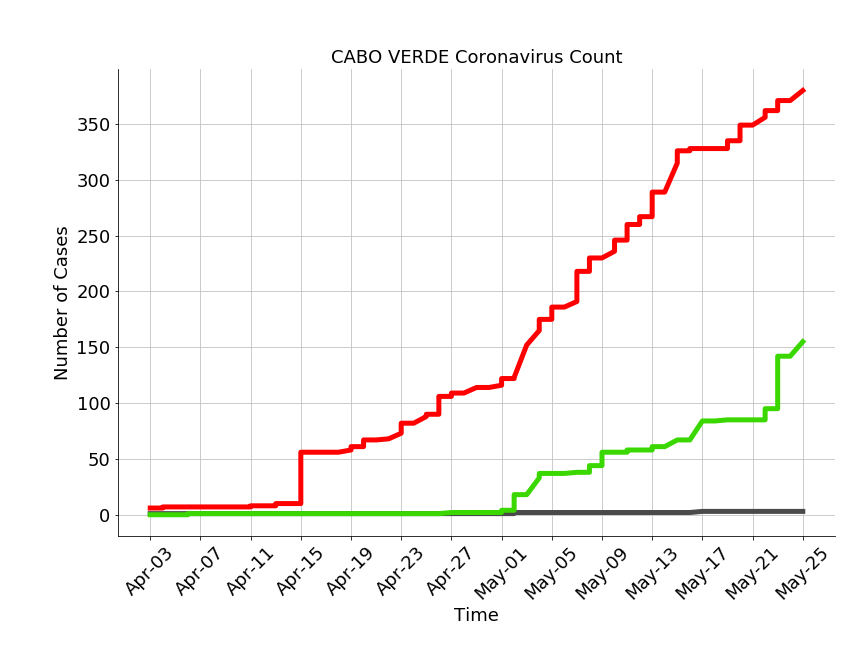 CABO VERDE Coronavirus Count
Number of Cases
350
300
250
200
150
100
50
0
Apr-03
Apr-07
Apr-11
Apr-15
Apr-19
Apr-23
Apr-27
May-01
May-05
May-09
May-13
May-17
May-21
May-25
Time